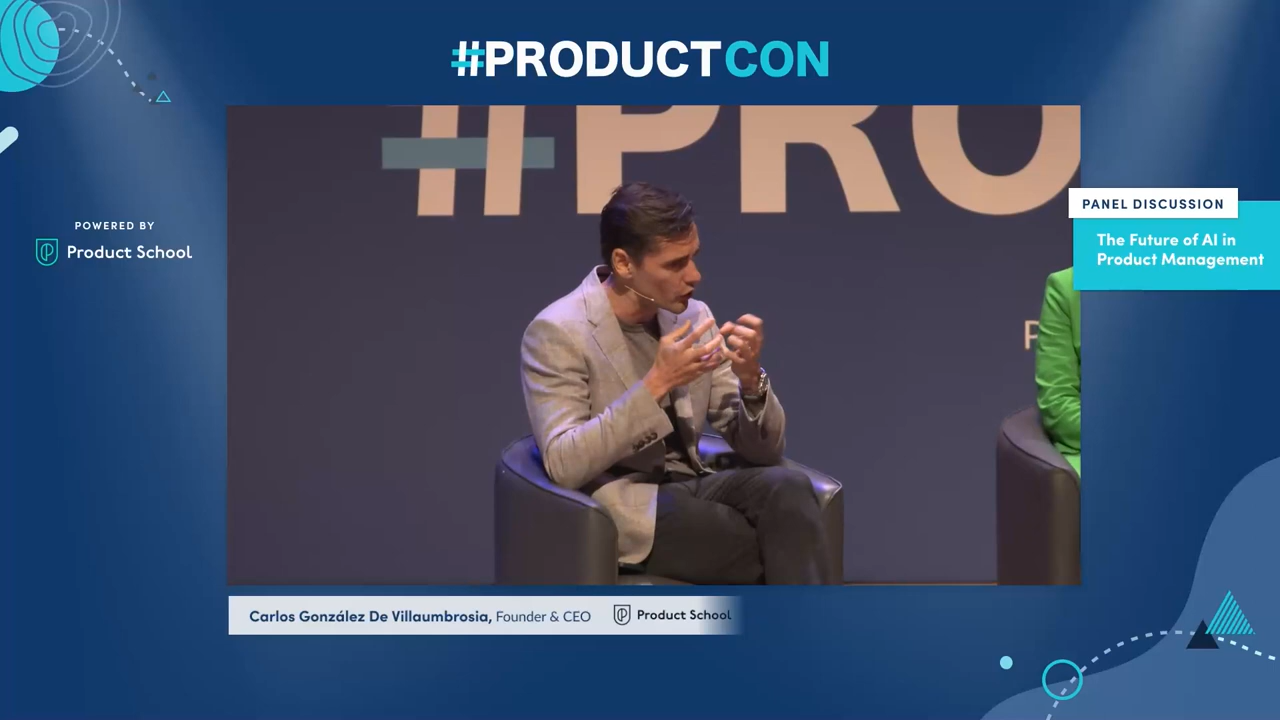 #PRODUCTCON
#PRO
PANEL DISCUSSION
The Future of AI in
Product Management
POWERED BY
Product School
P
Carlos González De Villaumbrosia, Founder & CEO
Product School